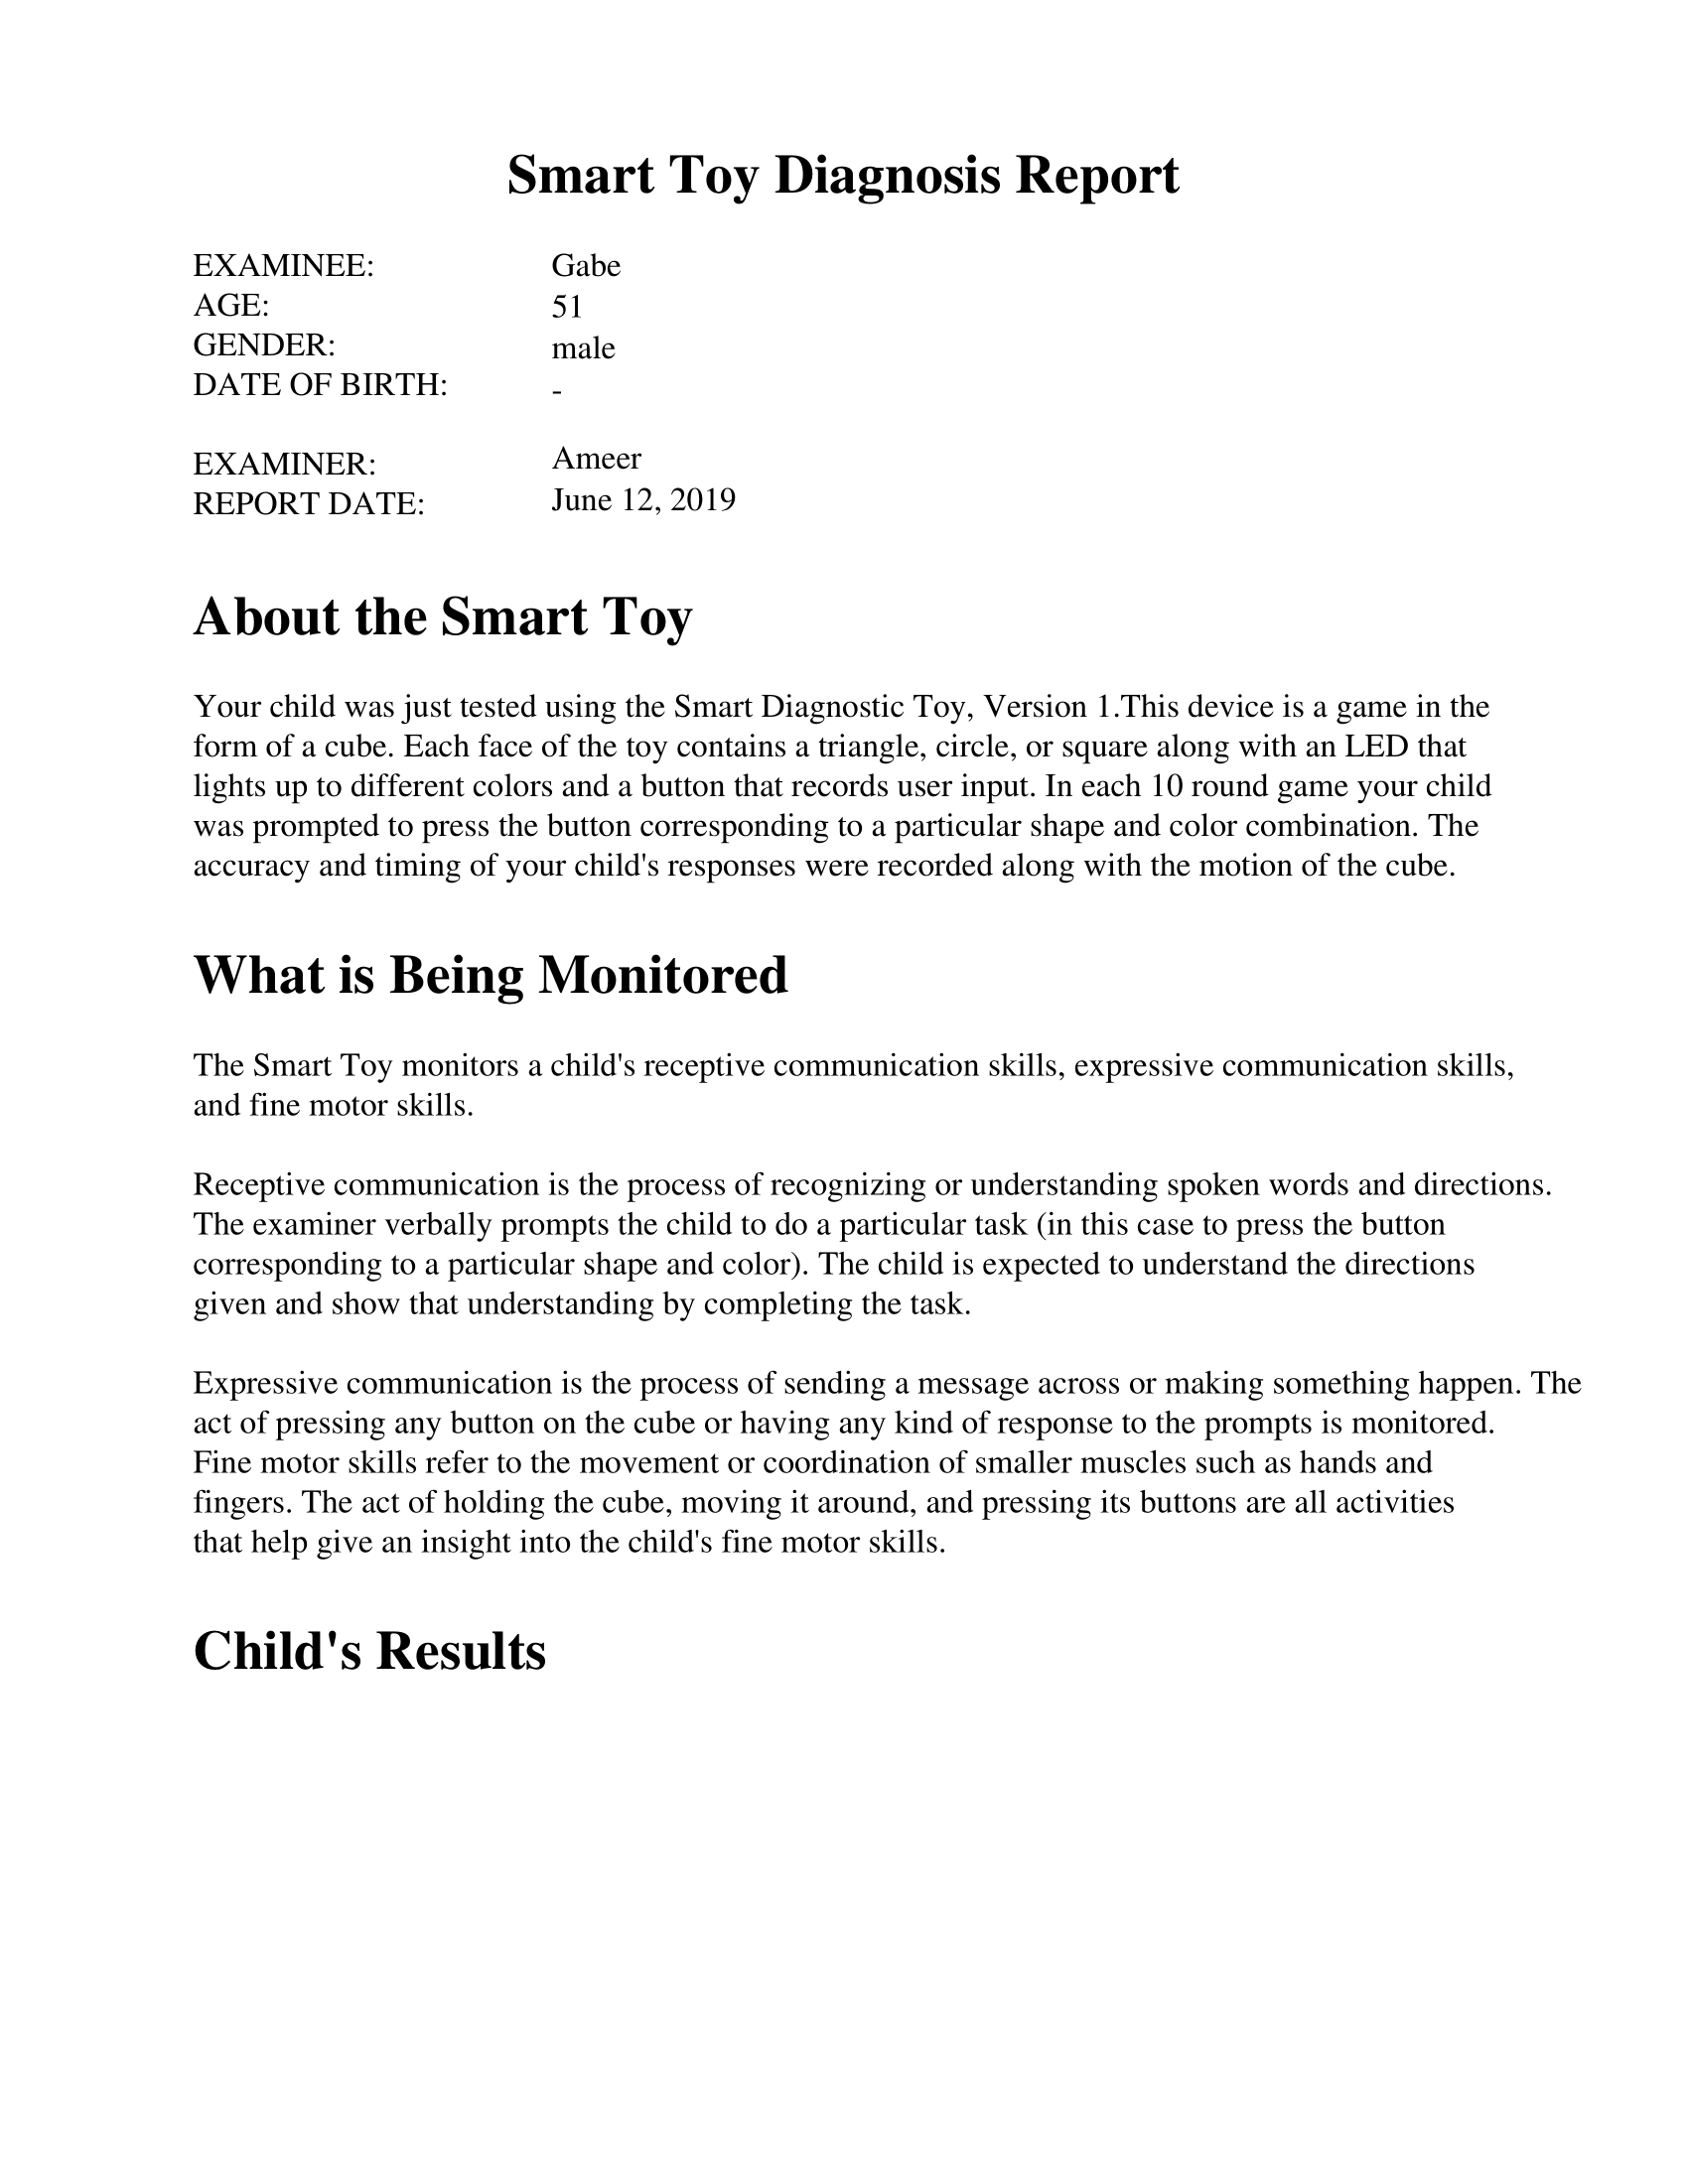 Smart Toy Diagnosis Report
EXAMINEE: Gabe
AGE: 51
GENDER: male
DATE OF BIRTH: -
EXAMINER: Ameer
REPORT DATE: June 12, 2019
About the Smart Toy
Your child was just tested using the Smart Diagnostic Toy, Version 1.This device is a game in the
form of a cube. Each face of the toy contains a triangle, circle, or square along with an LED that
lights up to different colors and a button that records user input. In each 10 round game your child
was prompted to press the button corresponding to a particular shape and color combination. The
accuracy and timing of your child's responses were recorded along with the motion of the cube.
What is Being Monitored
The Smart Toy monitors a child's receptive communication skills, expressive communication skills,
and fine motor skills.
Receptive communication is the process of recognizing or understanding spoken words and directions.
The examiner verbally prompts the child to do a particular task (in this case to press the button
corresponding to a particular shape and color). The child is expected to understand the directions
given and show that understanding by completing the task.
Expressive communication is the process of sending a message across or making something happen. The
act of pressing any button on the cube or having any kind of response to the prompts is monitored.
Fine motor skills refer to the movement or coordination of smaller muscles such as hands and
fingers. The act of holding the cube, moving it around, and pressing its buttons are all activities
that help give an insight into the child's fine motor skills.
Child's Results